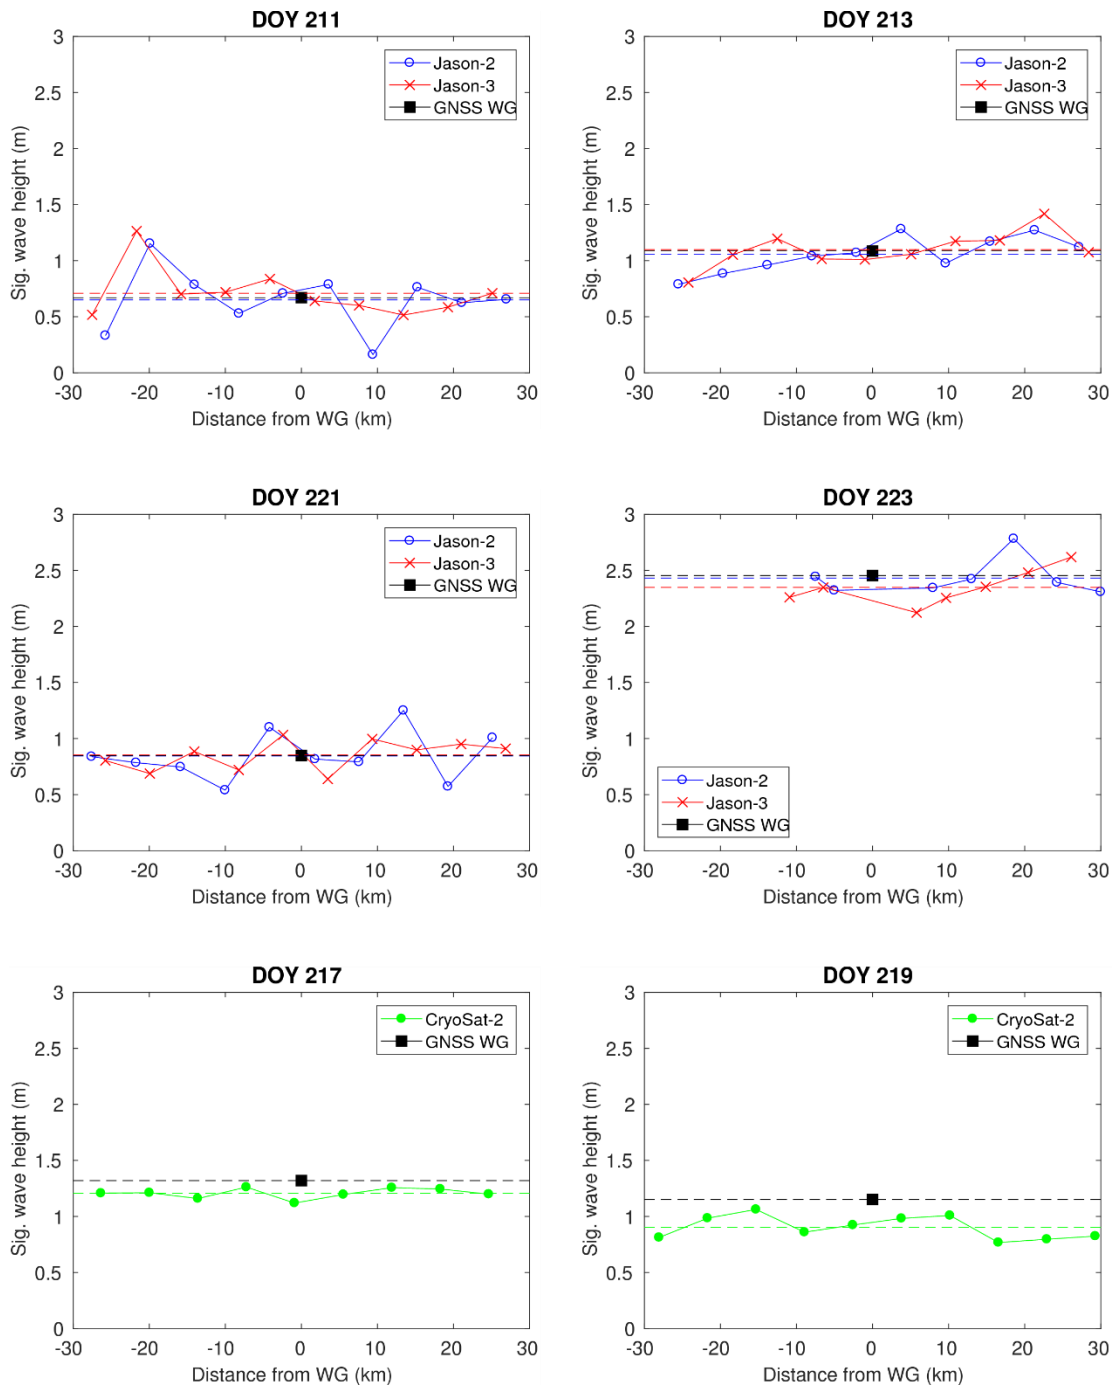 DOY 211
3
2.5
2
1.5
1
0.5
0
Sig. wave height (m)
Jason-2
Jason-3
GNSS WG
-30 -20 -10 0 10 20 30
Distance from WG (km)
DOY 213
3
2.5
2
1.5
1
0.5
0
Sig. wave height (m)
Jason-2
Jason-3
GNSS WG
-30 -20 -10 0 10 20 30
Distance from WG (km)
DOY 221
3
2.5
2
1.5
1
0.5
0
Sig. wave height (m)
Jason-2
Jason-3
GNSS WG
-30 -20 -10 0 10 20 30
Distance from WG (km)
DOY 223
3
2.5
2
1.5
1
0.5
0
Sig. wave height (m)
Jason-2
Jason-3
GNSS WG
-30 -20 -10 0 10 20 30
Distance from WG (km)
DOY 217
3
2.5
2
1.5
1
0.5
0
Sig. wave height (m)
CryoSat-2
GNSS WG
-30 -20 -10 0 10 20 30
Distance from WG (km)
DOY 219
3
2.5
2
1.5
1
0.5
0
Sig. wave height (m)
CryoSat-2
GNSS WG
-30 -20 -10 0 10 20 30
Distance from WG (km)